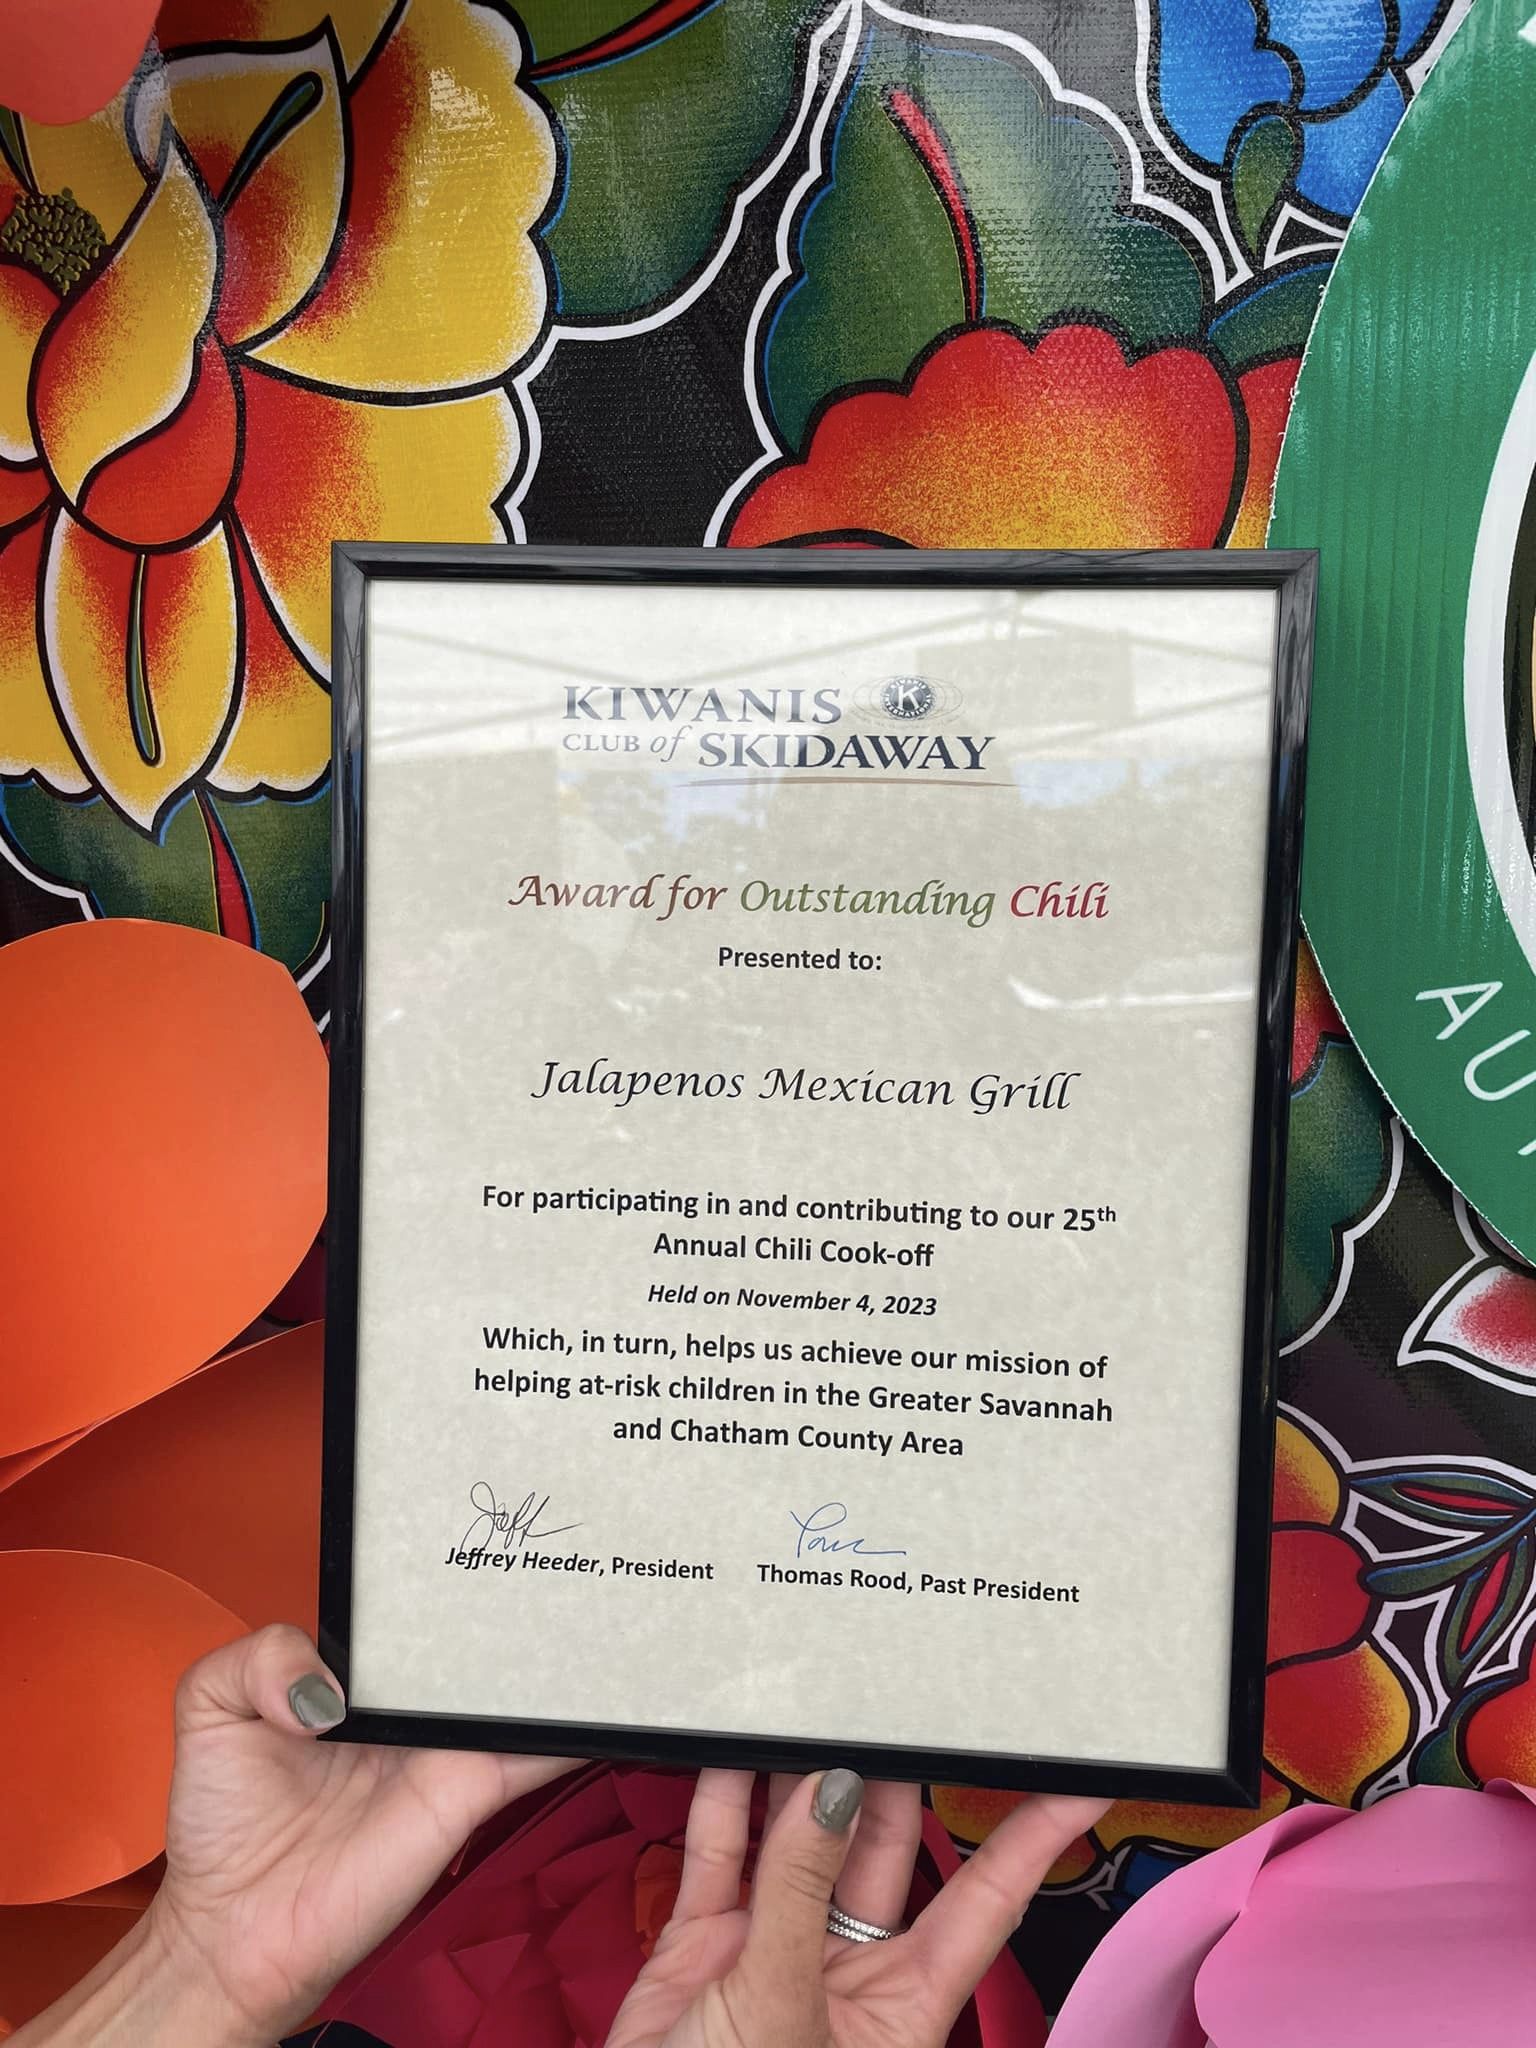 KIWANIS
K
CLUB of SKIDAWAY
Award for Outstanding Chili
Presented to:
Jalapenos Mexican Grill
For participating in and contributing to our 25th
Annual Chili Cook-off
Held on November 4, 2023
Which, in turn, helps us achieve our mission of
helping at-risk children in the Greater Savannah
and Chatham County Area
Jeffrey Heeder, President
Thomas Rood, Past President